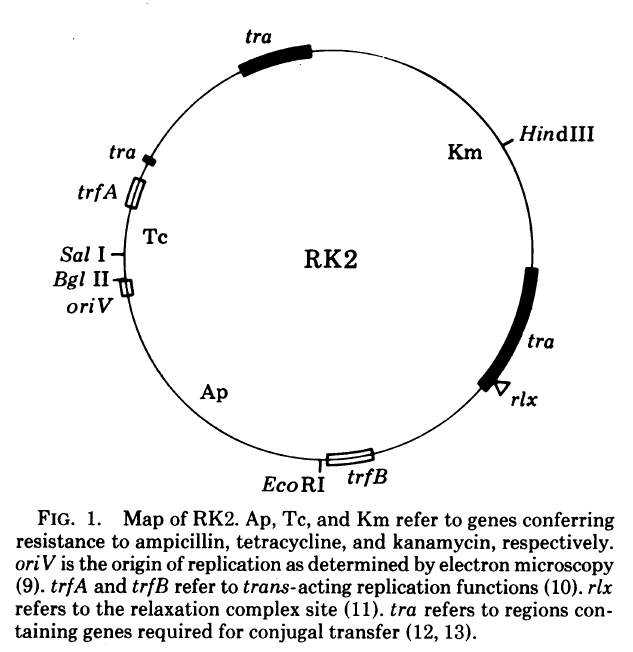 tra
HindIII
Km
tra
trfA
Tc
RK2
Sal I
Bgl II
oriV
tra
Ap
rlx
EcoRI
trfB
FIG. 1. Map of RK2. Ap, Tc, and Km refer to genes conferring
resistance to ampicillin, tetracycline, and kanamycin, respectively.
oriV is the origin of replication as determined by electron microscopy
(9). trfA and trfB refer to trans-acting replication functions (10). rlx
refers to the relaxation complex site (11). tra refers to regions con-
taining genes required for conjugal transfer (12, 13).